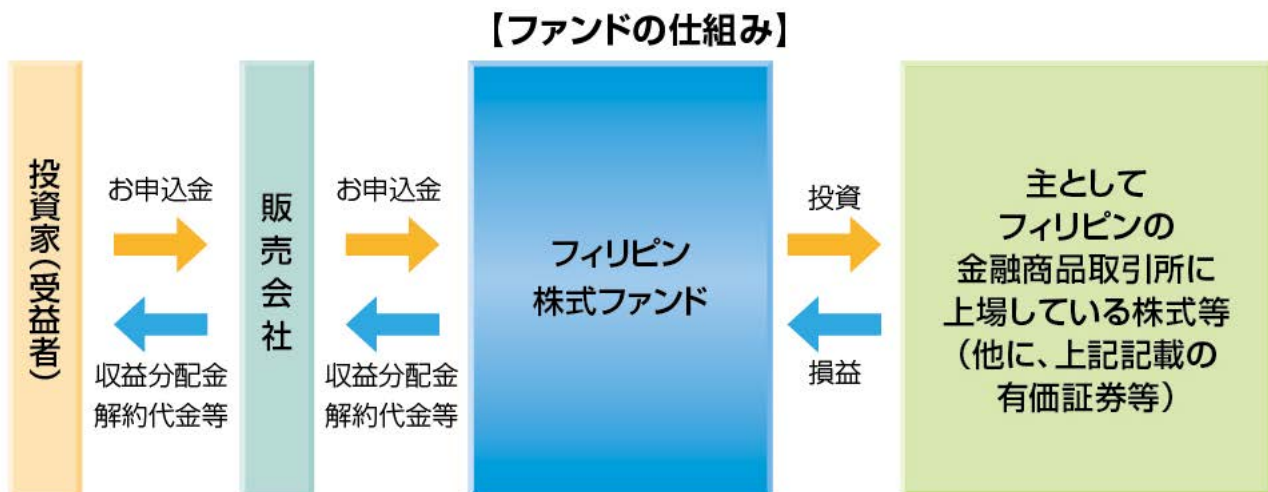 【ファンドの仕組み】
投資家(受益者)
お申込金
収益分配金
解約代金等
販売会社
お申込金
収益分配金
解約代金等
フィリピン
株式ファンド
投資
損益
主として
フィリピンの
金融商品取引所に
上場している株式等
(他に、上記記載の
有価証券等)